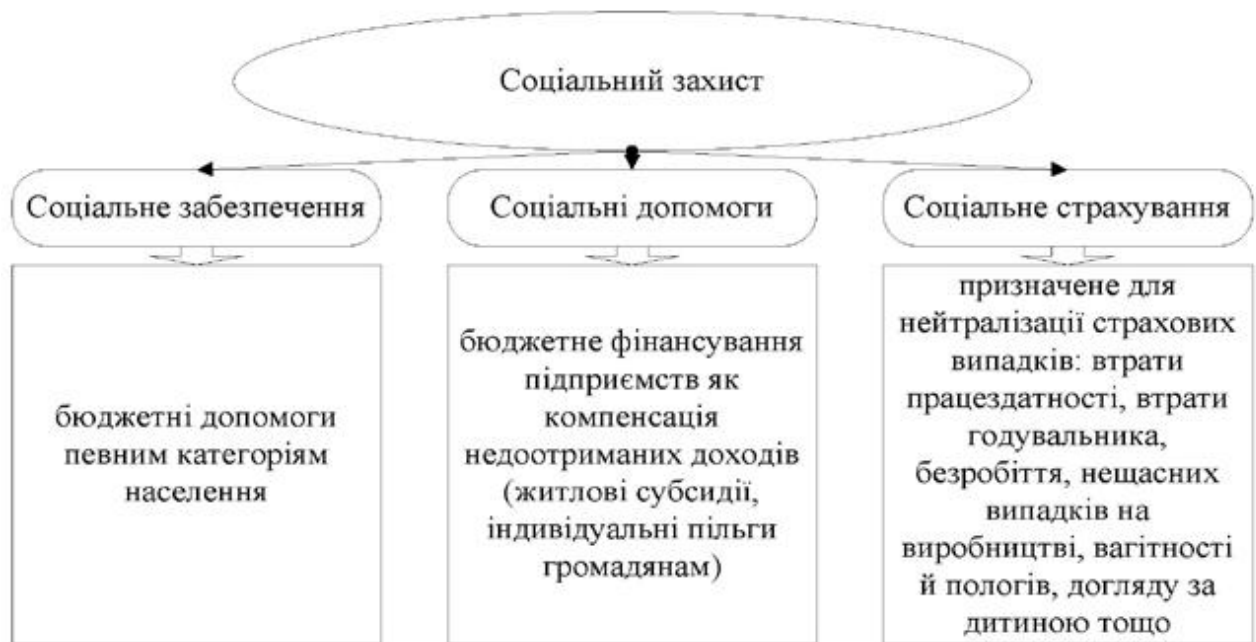 Соціальний захист
Соціальне забезпечення
Соціальні допомоги
Соціальне страхування
бюджетні допомоги
певним категоріям
населення
бюджетне фінансування
підприємств як
компенсація
недоотриманих доходів
(житлові субсидії,
індивідуальні пільги
громадянам)
призначене для
нейтралізації страхових
випадків: втрати
працездатності, втрати
годувальника,
безробіття, нещасних
випадків на
виробництві, вагітності
й пологів, догляду за
дитиною тощо